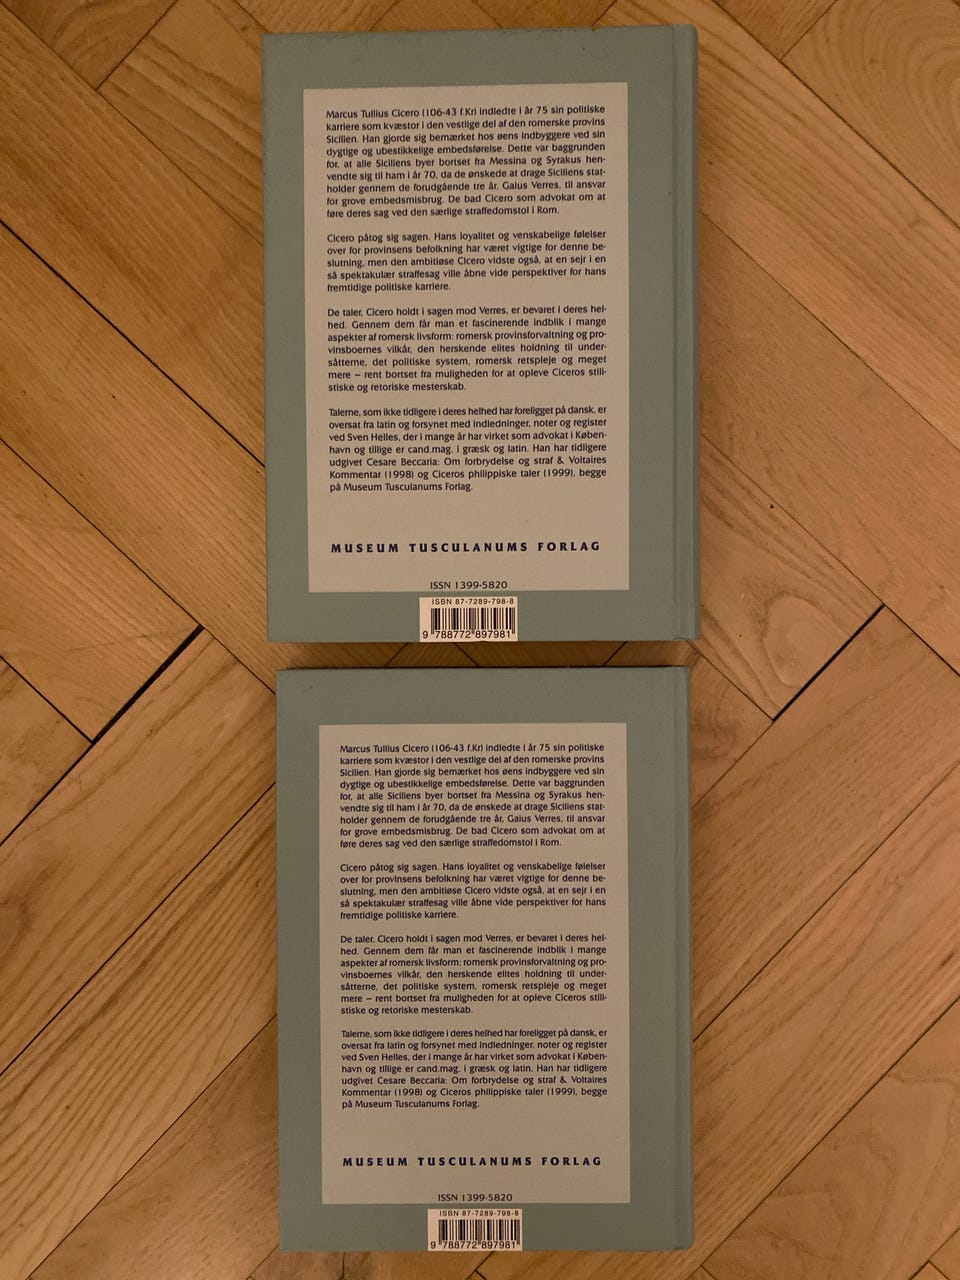 Marcus Tullius Cicero (106-43 f.Kr) indledte i år 75 sin politiske
karriere som kvæstor i den vestlige del af den romerske provins
Sicilien. Han gjorde sig bemærket hos øens indbyggere ved sin
dygtige og ubestikkelige embedsførelse. Dette var baggrunden
for, at alle Siciliens byer bortset fra Messina og Syrakus hen-
vendte sig til ham i år 70, da de ønskede at drage Siciliens stat-
holder gennem de forudgående tre år, Gaius Verres, til ansvar
for grove embedsmisbrug. De bad Cicero som advokat om at
føre deres sag ved den særlige straffedomstol i Rom.
Cicero påtog sig sagen. Hans loyalitet og venskabelige følelser
over for provinsens befolkning har været vigtige for denne be-
slutning, men den ambitiøse Cicero vidste også, at en sejr i en
så spektakulær straffesag ville åbne vide perspektiver for hans
fremtidige politiske karriere.
De taler, Cicero holdt i sagen mod Verres, er bevaret i deres hel-
hed. Gennem dem får man et fascinerende indblik i mange
aspekter af romersk livsform: romersk provinsforvaltning og pro-
vinsboernes vilkår, den herskende elites holdning til under-
såtterne, det politiske system, romersk retspleje og meget
mere – rent bortset fra muligheden for at opleve Ciceros stili-
stiske og retoriske mesterskab.
Talerne, som ikke tidligere i deres helhed har foreligget på dansk, er
oversat fra latin og forsynet med indledninger, noter og register
ved Sven Helles, der i mange år har virket som advokat i Køben-
havn og tillige er cand.mag. i græsk og latin. Han har tidligere
udgivet Cesare Beccaria: Om forbrydelse og straf & Voltaires
Kommentar (1998) og Ciceros philippiske taler (1999), begge
på Museum Tusculanums Forlag.
MUSEUM TUSCULANUMS FORLAG
ISSN 1399-5820
ISBN 87-7289-798-8
9 788772 897981
Marcus Tullius Cicero (106-43 f.Kr) indledte i år 75 sin politiske
karriere som kvæstor i den vestlige del af den romerske provins
Sicilien. Han gjorde sig bemærket hos øens indbyggere ved sin
dygtige og ubestikkelige embedsførelse. Dette var baggrunden
for, at alle Siciliens byer bortset fra Messina og Syrakus hen-
vendte sig til ham i år 70, da de ønskede at drage Siciliens stat-
holder gennem de forudgående tre år, Gaius Verres, til ansvar
for grove embedsmisbrug. De bad Cicero som advokat om at
føre deres sag ved den særlige straffedomstol i Rom.
Cicero påtog sig sagen. Hans loyalitet og venskabelige følelser
over for provinsens befolkning har været vigtige for denne be-
slutning, men den ambitiøse Cicero vidste også, at en sejr i en
så spektakulær straffesag ville åbne vide perspektiver for hans
fremtidige politiske karriere.
De taler, Cicero holdt i sagen mod Verres, er bevaret i deres hel-
hed. Gennem dem får man et fascinerende indblik i mange
aspekter af romersk livsform: romersk provinsforvaltning og pro-
vinsboernes vilkår, den herskende elites holdning til under-
såtterne, det politiske system, romersk retspleje og meget
mere – rent bortset fra muligheden for at opleve Ciceros stili-
stiske og retoriske mesterskab.
Talerne, som ikke tidligere i deres helhed har foreligget på dansk, er
oversat fra latin og forsynet med indledninger, noter og register
ved Sven Helles, der i mange år har virket som advokat i Køben-
havn og tillige er cand.mag. i græsk og latin. Han har tidligere
udgivet Cesare Beccaria: Om forbrydelse og straf & Voltaires
Kommentar (1998) og Ciceros philippiske taler (1999), begge
på Museum Tusculanums Forlag.
MUSEUM TUSCULANUMS FORLAG
ISSN 1399-5820
ISBN 87-7289-798-8
9 788772 897981